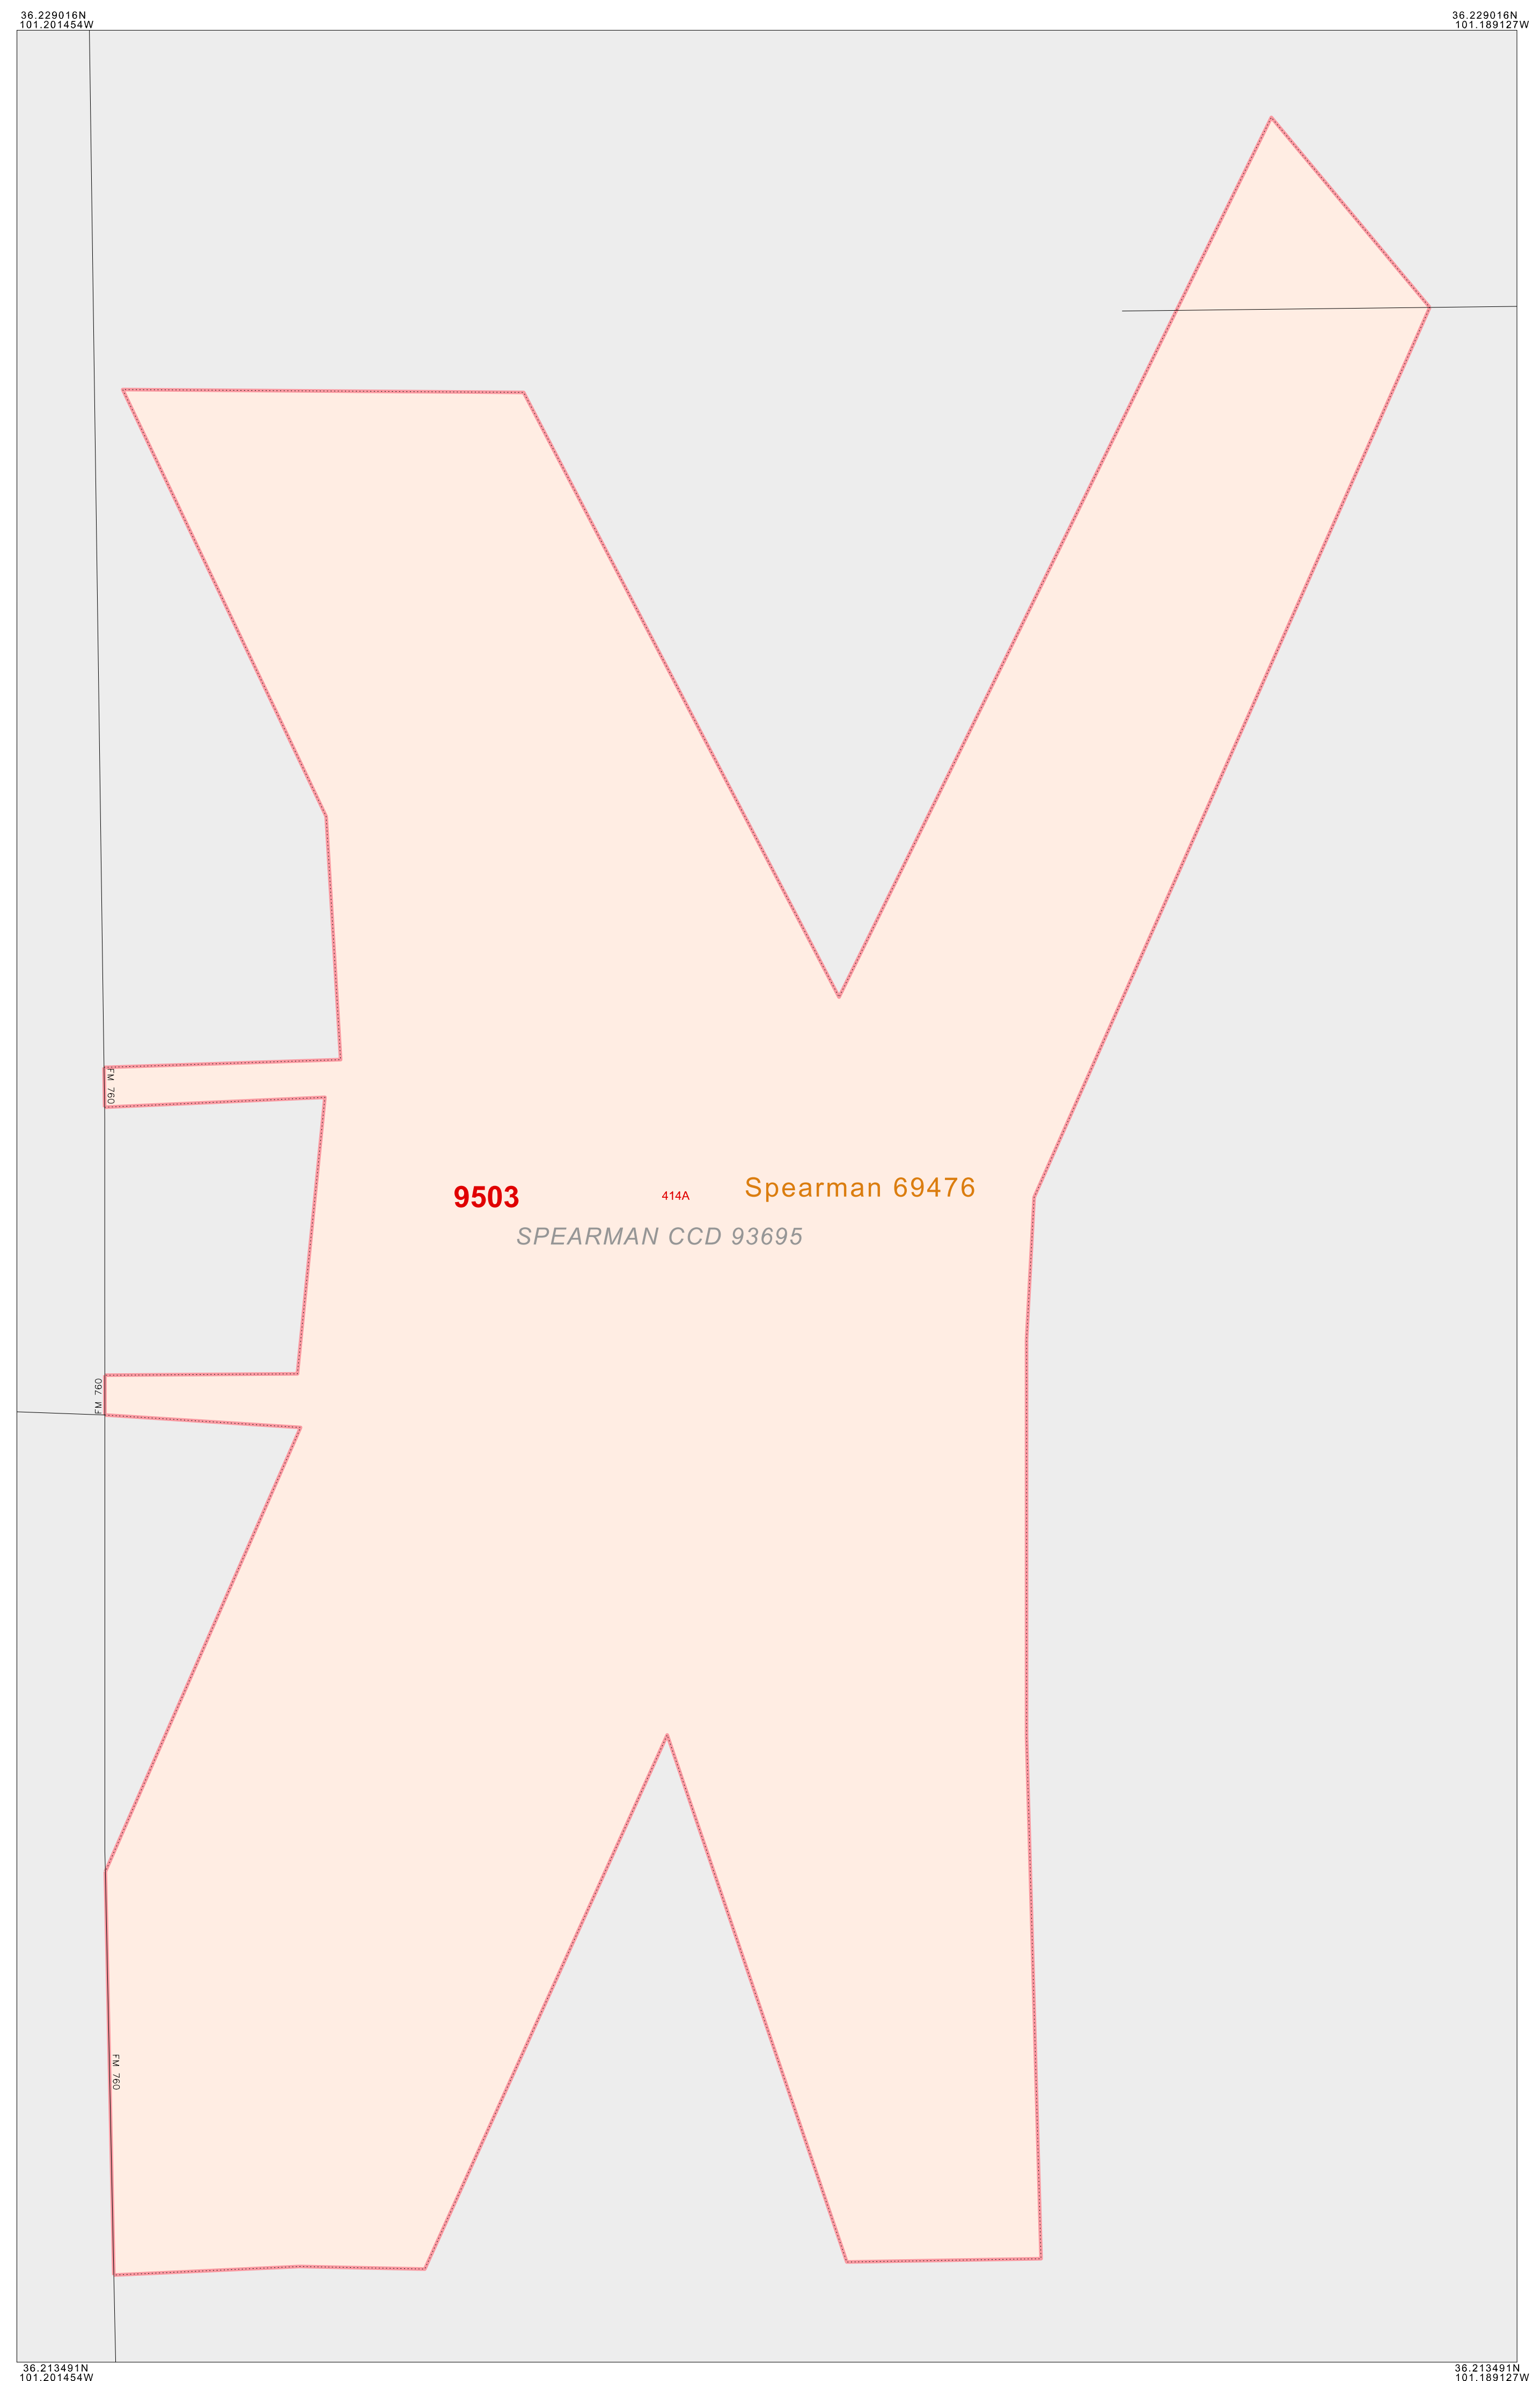 36.229016N
101.201454W
36.229016N
101.189127W
FM 760
9503
414A
Spearman 69476
SPEARMAN CCD 93695
FM 760
FM 760
36.213491N
101.201454W
36.213491N
101.189127W